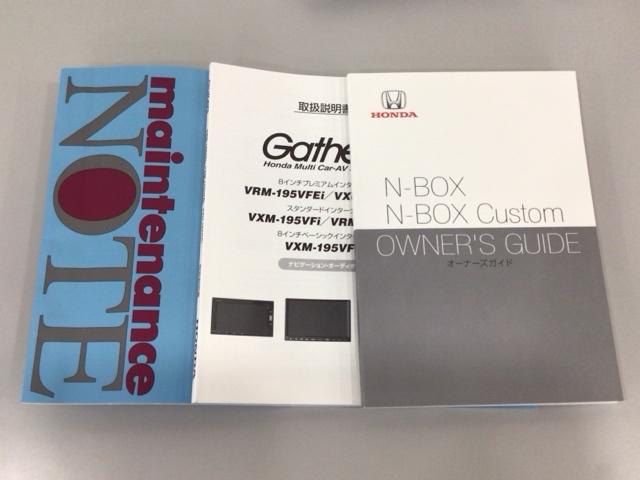 maintenance
NOTE
取扱説明書
Gathe
Honda Multi Car-AV
8インチプレミアムインタ
VRM-195VFEi/VX
スタンダードインター
VXM-195VFi/VRM
8インチベーシックインタ
VXM-195VF
ナビゲーション・オーディ
HONDA
N-BOX
N-BOX Custom
OWNER'S GUIDE
オーナーズガイド